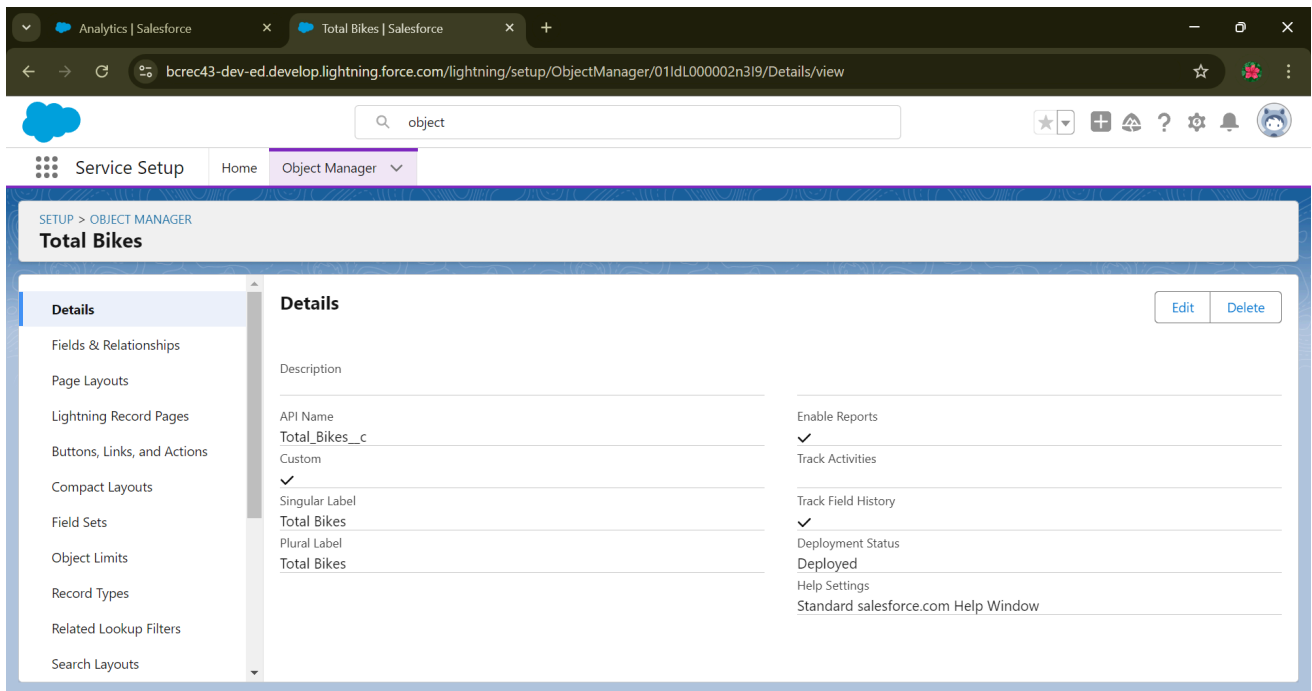 Analytics | Salesforce
Total Bikes | Salesforce
bcrec43-dev-ed.develop.lightning.force.com/lightning/setup/ObjectManager/01IdL000002n3I9/Details/view
object
Service Setup
Home
Object Manager
SETUP > OBJECT MANAGER
Total Bikes
Details
Fields & Relationships
Page Layouts
Lightning Record Pages
Buttons, Links, and Actions
Compact Layouts
Field Sets
Object Limits
Record Types
Related Lookup Filters
Search Layouts
Details
Edit
Delete
Description
API Name
Total_Bikes__c
Custom
Singular Label
Total Bikes
Plural Label
Total Bikes
Enable Reports
Track Activities
Track Field History
Deployment Status
Deployed
Help Settings
Standard salesforce.com Help Window